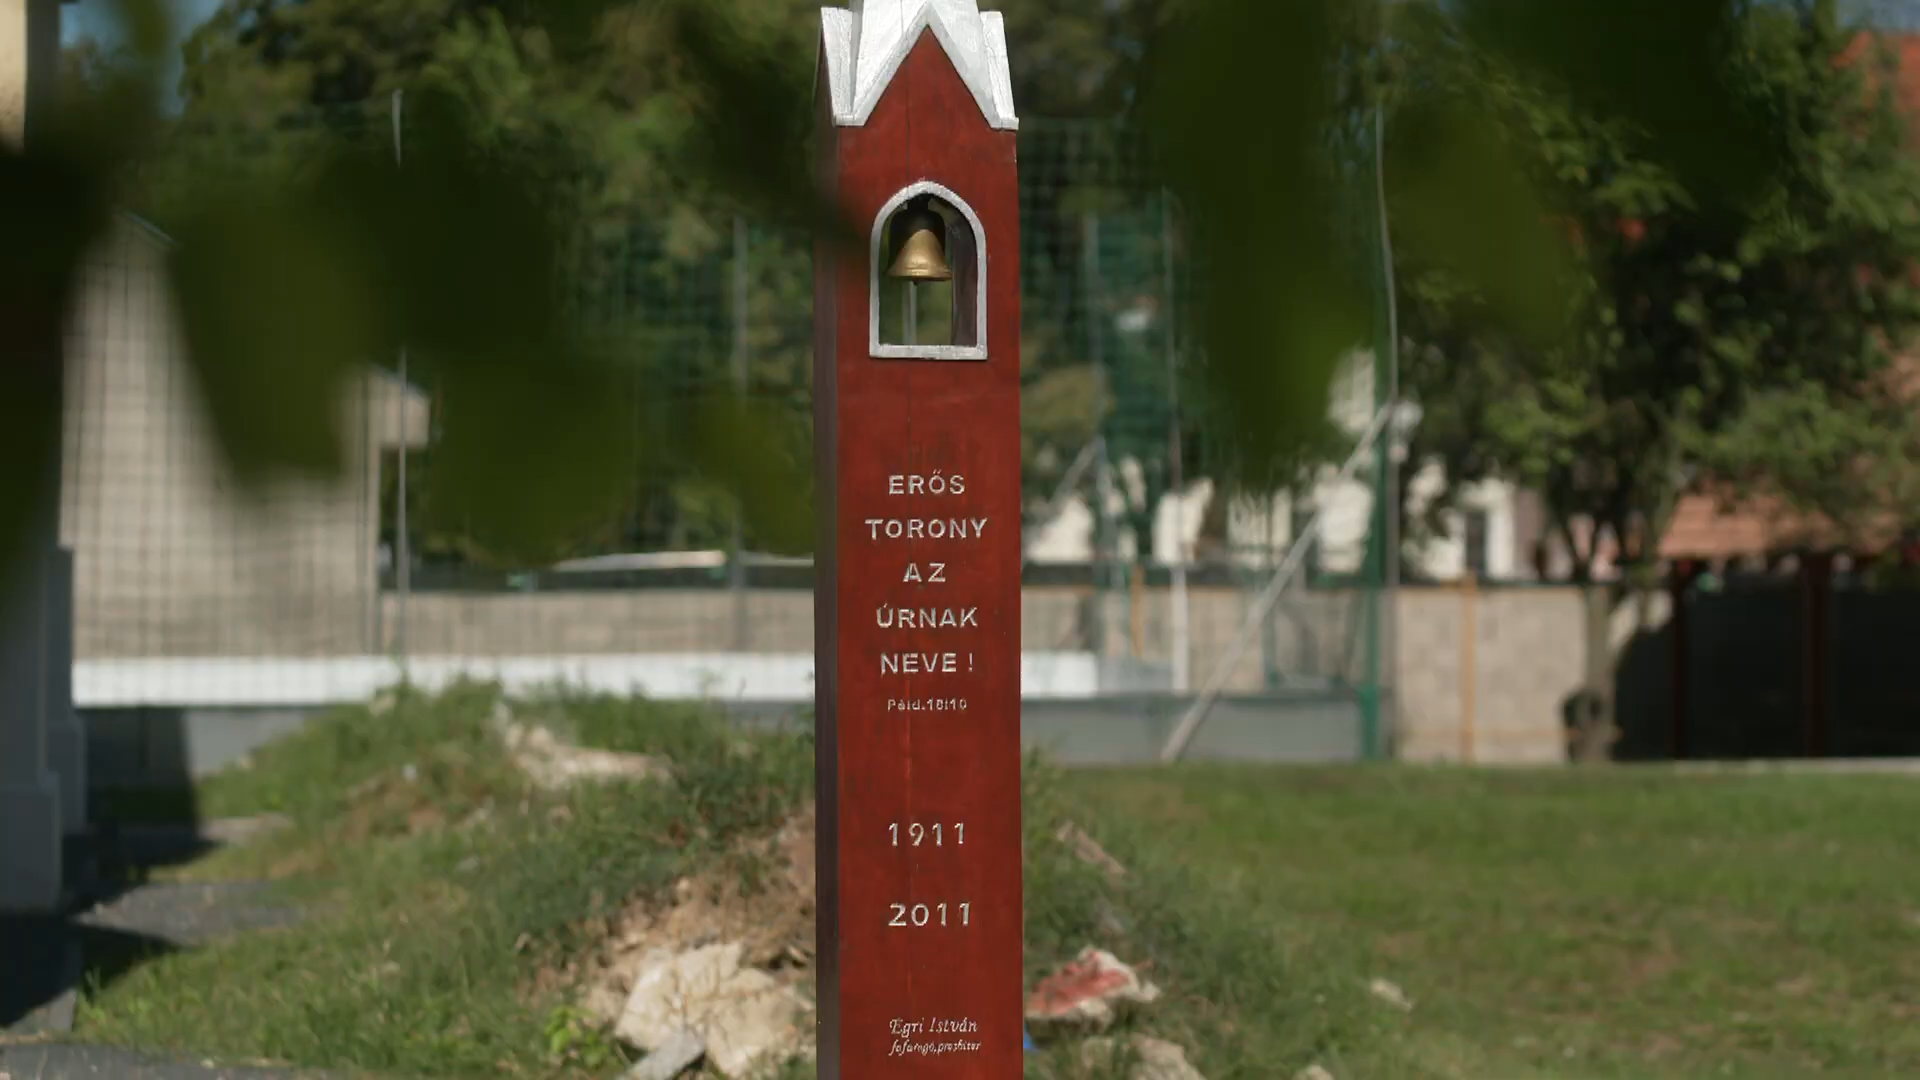 ERŐS
TORONY
AZ
ÚRNAK
NEVE!
Péld.18:10
1911
2011
Egri István
fafaragó, presbiter